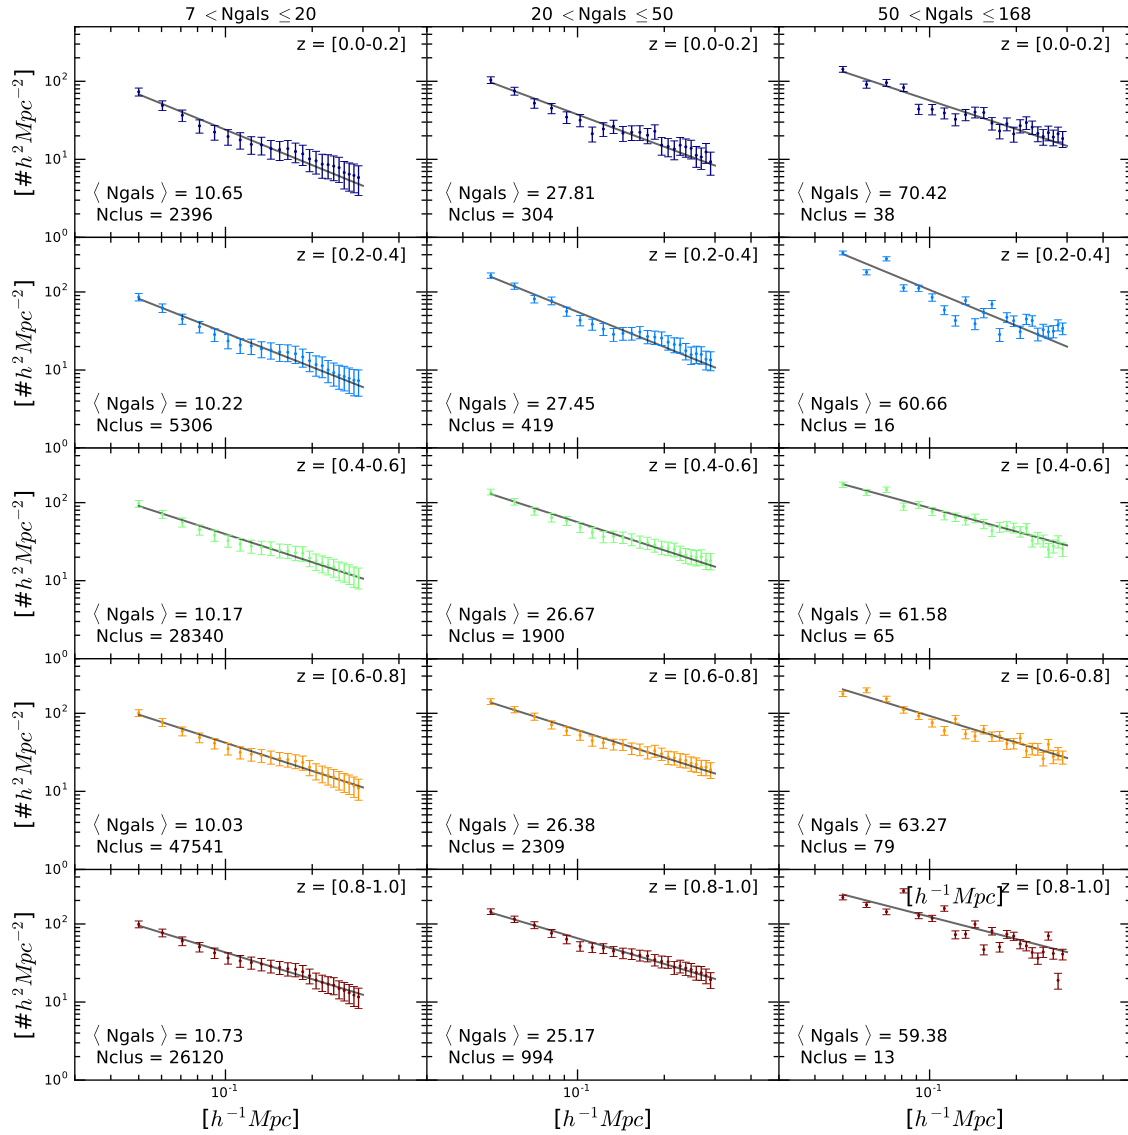 7 < Ngals ≤ 20
20 < Ngals ≤ 50
50 < Ngals ≤ 168
[#h² Mpc⁻²]
10²
10¹
10⁰
z = [0.0-0.2]
⟨ Ngals ⟩ = 10.65
Nclus = 2396
z = [0.0-0.2]
⟨ Ngals ⟩ = 27.81
Nclus = 304
z = [0.0-0.2]
⟨ Ngals ⟩ = 70.42
Nclus = 38
[#h² Mpc⁻²]
10²
10¹
10⁰
z = [0.2-0.4]
⟨ Ngals ⟩ = 10.22
Nclus = 5306
z = [0.2-0.4]
⟨ Ngals ⟩ = 27.45
Nclus = 419
z = [0.2-0.4]
⟨ Ngals ⟩ = 60.66
Nclus = 16
[#h² Mpc⁻²]
10²
10¹
10⁰
z = [0.4-0.6]
⟨ Ngals ⟩ = 10.17
Nclus = 28340
z = [0.4-0.6]
⟨ Ngals ⟩ = 26.67
Nclus = 1900
z = [0.4-0.6]
⟨ Ngals ⟩ = 61.58
Nclus = 65
[#h² Mpc⁻²]
10²
10¹
10⁰
z = [0.6-0.8]
⟨ Ngals ⟩ = 10.03
Nclus = 47541
z = [0.6-0.8]
⟨ Ngals ⟩ = 26.38
Nclus = 2309
z = [0.6-0.8]
⟨ Ngals ⟩ = 63.27
Nclus = 79
[#h² Mpc⁻²]
10²
10¹
10⁰
z = [0.8-1.0]
⟨ Ngals ⟩ = 10.73
Nclus = 26120
z = [0.8-1.0]
⟨ Ngals ⟩ = 25.17
Nclus = 994
z = [0.8-1.0]
[h⁻¹ Mpc]
⟨ Ngals ⟩ = 59.38
Nclus = 13
10⁻¹
10⁻¹
10⁻¹
[h⁻¹ Mpc]
[h⁻¹ Mpc]
[h⁻¹ Mpc]